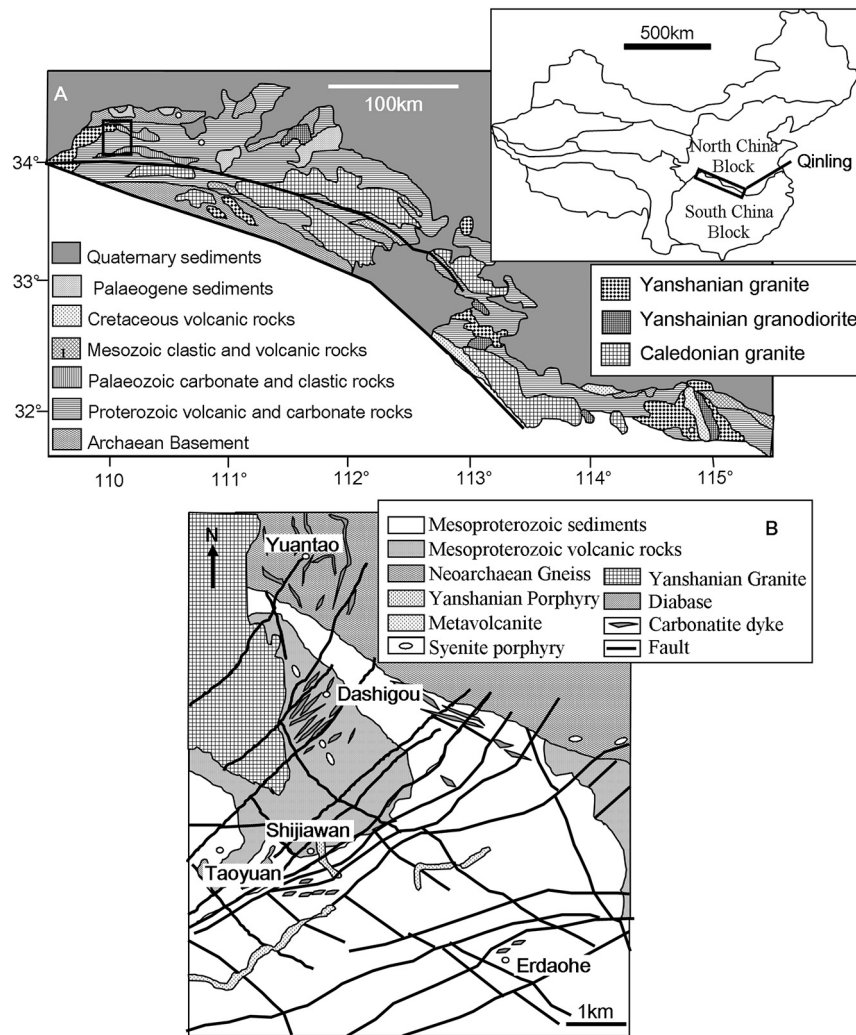 A
100km
500km
North China
Block
Qinling
South China
Block
34°
33°
32°
Quaternary sediments
Palaeogene sediments
Cretaceous volcanic rocks
Mesozoic clastic and volcanic rocks
Palaeozoic carbonate and clastic rocks
Proterozoic volcanic and carbonate rocks
Archaean Basement
Yanshanian granite
Yanshainian granodiorite
Caledonian granite
110
111°
112°
113°
114°
115°
B
Mesoproterozoic sediments
Mesoproterozoic volcanic rocks
Neoarchaean Gneiss
Yanshanian Porphyry
Metavolcanite
Syenite porphyry
Yanshanian Granite
Diabase
Carbonatite dyke
Fault
N
Yuantao
Dashigou
Shijiawan
Taoyuan
Erdaohe
1km